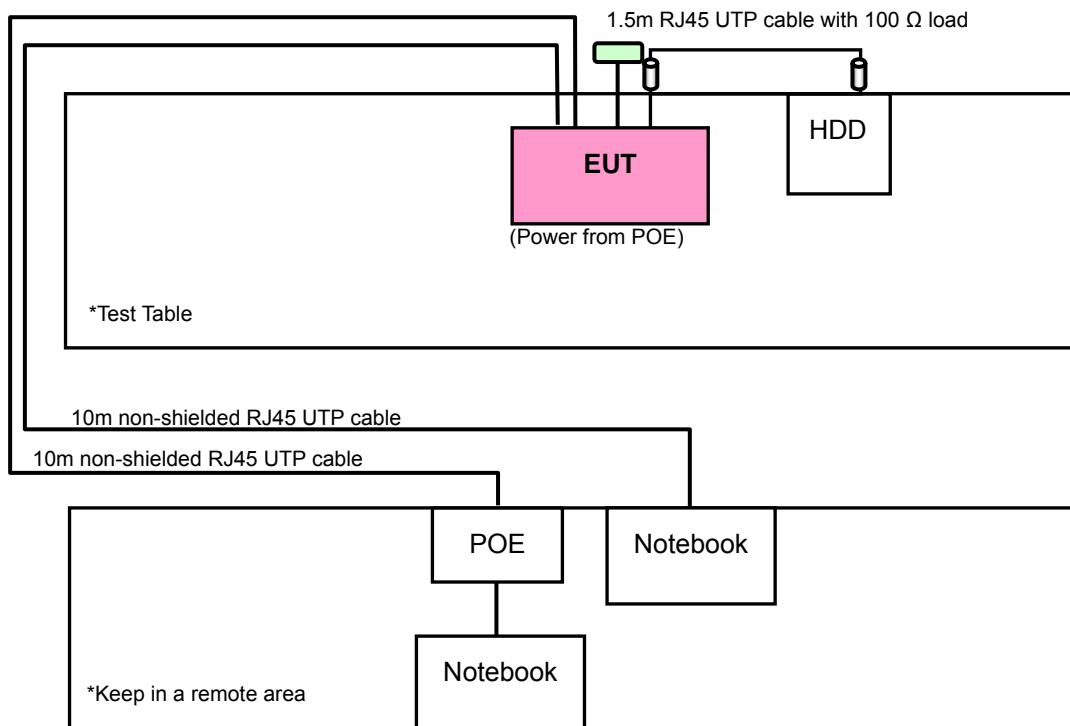 1.5m RJ45 UTP cable with 100 Ω load
HDD
EUT
(Power from POE)
*Test Table
10m non-shielded RJ45 UTP cable
10m non-shielded RJ45 UTP cable
POE
Notebook
Notebook
*Keep in a remote area